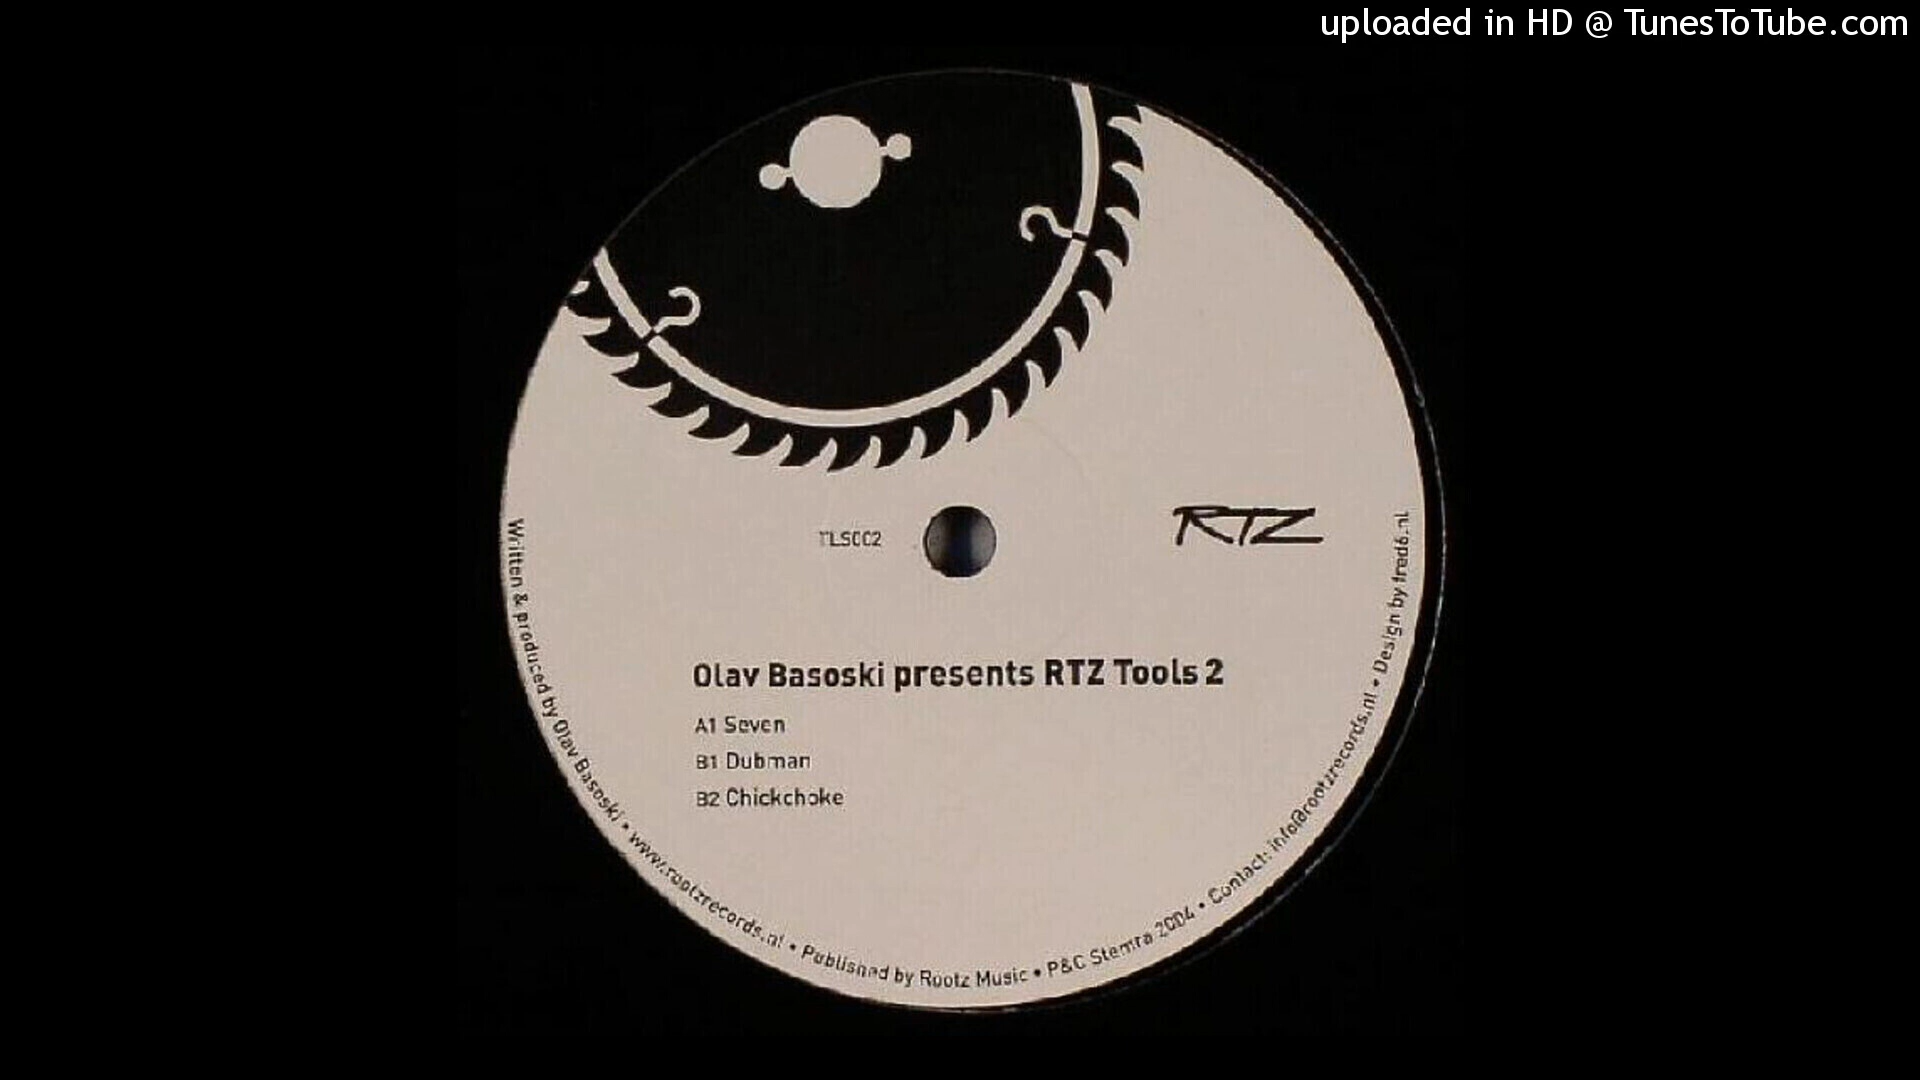 uploaded in HD @ TunesToTube.com
TLS002
RTZ
Olav Basoski presents RTZ Tools 2
A1 Seven
B1 Dubman
B2 Chickchoke
Written & produced by Olav Basoski • www.rootzrecords.nl • Published by Rootz Music • P&C Stemra 2004 • Contact: info@rootzrecords.nl • Design by fred6.nl